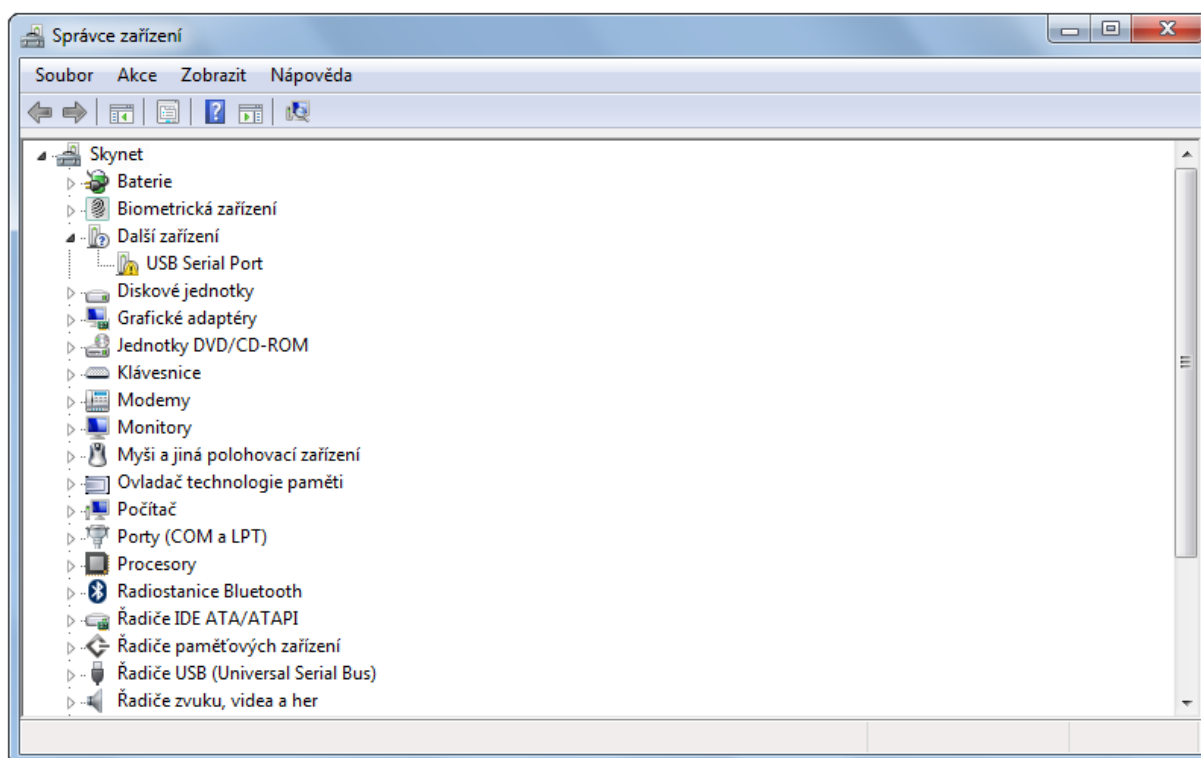 Správce zařízení
Soubor Akce Zobrazit Nápověda
Skynet
Baterie
Biometrická zařízení
Další zařízení
USB Serial Port
Diskové jednotky
Grafické adaptéry
Jednotky DVD/CD-ROM
Klávesnice
Modemy
Monitory
Myši a jiná polohovací zařízení
Ovladač technologie paměti
Počítač
Porty (COM a LPT)
Procesory
Radiostanice Bluetooth
Řadiče IDE ATA/ATAPI
Řadiče paměťových zařízení
Řadiče USB (Universal Serial Bus)
Řadiče zvuku, videa a her